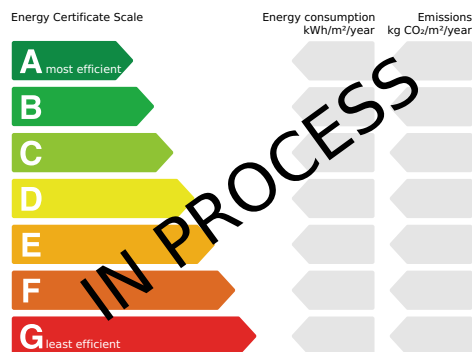 Energy Certificate Scale
Energy consumption
kWh/m²/year
Emissions
kg CO₂/m²/year
A most efficient
B
C
D
E
F
G least efficient
IN PROCESS